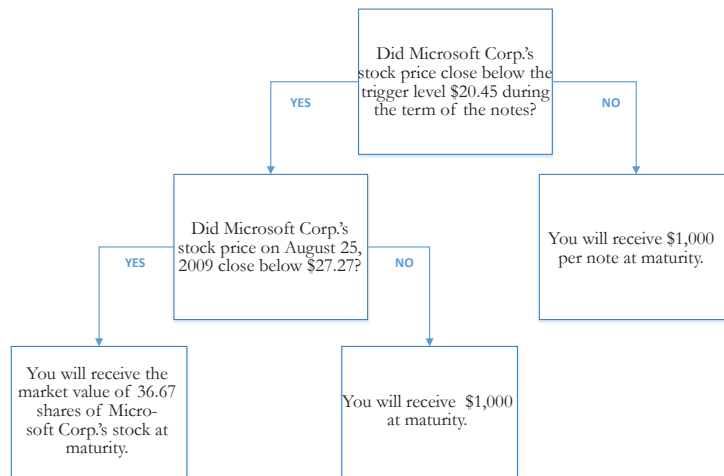 Did Microsoft Corp.'s
stock price close below the
trigger level $20.45 during
the term of the notes?
YES
NO
Did Microsoft Corp.'s
stock price on August 25,
2009 close below $27.27?
You will receive $1,000
per note at maturity.
YES
NO
You will receive the
market value of 36.67
shares of Micro-
soft Corp.'s stock at
maturity.
You will receive $1,000
at maturity.